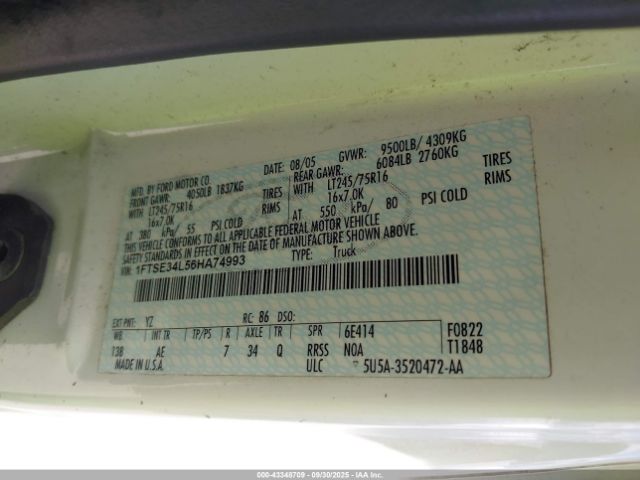 MFD. BY FORD MOTOR CO.
DATE: 08/05 GVWR: 9500LB/ 4309KG
FRONT GAWR: 4050LB 1837KG REAR GAWR: 6084LB 2760KG
WITH LT245/75R16 TIRES WITH LT245/75R16 TIRES
16x7.0K RIMS 16x7.0K RIMS
AT 380 kPa/ 55 PSI COLD AT 550 kPa/ 80 PSI COLD
THIS VEHICLE CONFORMS TO ALL APPLICABLE FEDERAL MOTOR VEHICLE
SAFETY STANDARDS IN EFFECT ON THE DATE OF MANUFACTURE SHOWN ABOVE.
1FTSE34L56HA74993 TYPE: Truck
EXT PNT: YZ RC: 86 DSO:
WB INT TR TP/PS R AXLE TR SPR 6E414 F0822
138 AE 7 34 Q RRSS NOA T1848
MADE IN U.S.A. ULC 5U5A-3520472-AA
000-43348709 - 09/30/2025 - COPART.COM